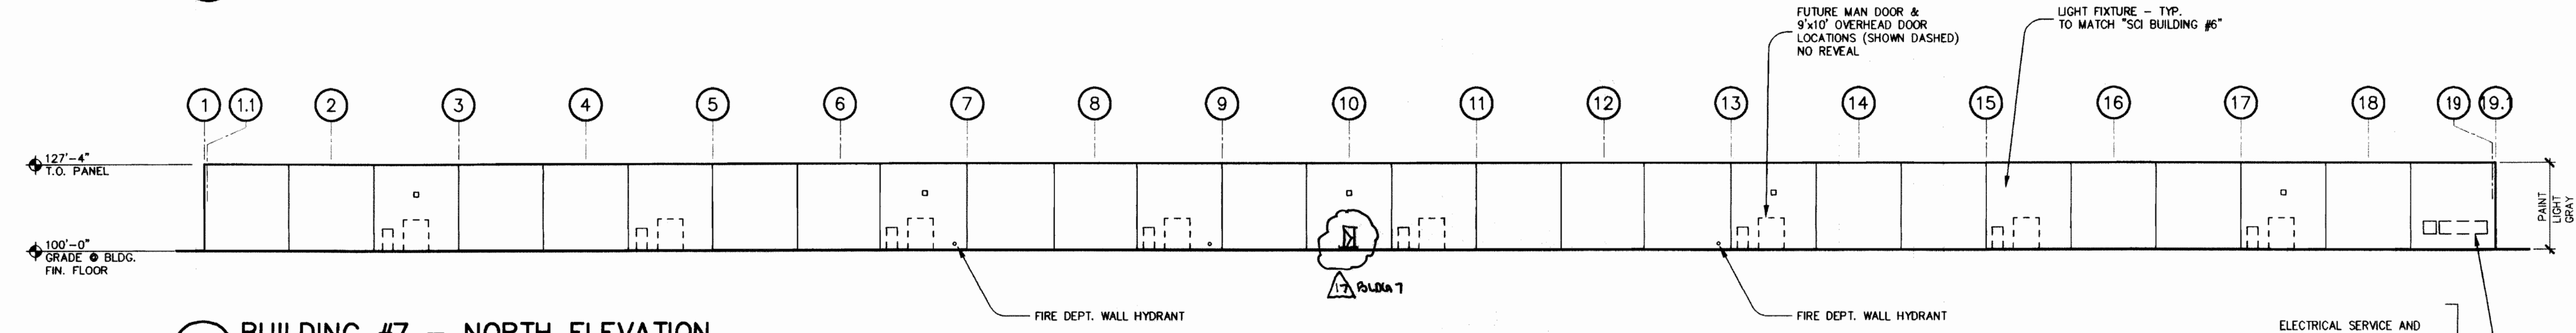 FUTURE MAN DOOR &
9'x10' OVERHEAD DOOR
LOCATIONS (SHOWN DASHED)
NO REVEAL
LIGHT FIXTURE – TYP.
TO MATCH "SCI BUILDING #6"
1 1.1 2 3 4 5 6 7 8 9 10 11 12 13 14 15 16 17 18 19 19.1
127'-4"
T.O. PANEL
PAINT
LIGHT
GRAY
100'-0"
GRADE @ BLDG.
FIN. FLOOR
17 BLDG 7
FIRE DEPT. WALL HYDRANT
FIRE DEPT. WALL HYDRANT
ELECTRICAL SERVICE AND
BUILDING #7 – NORTH ELEVATION